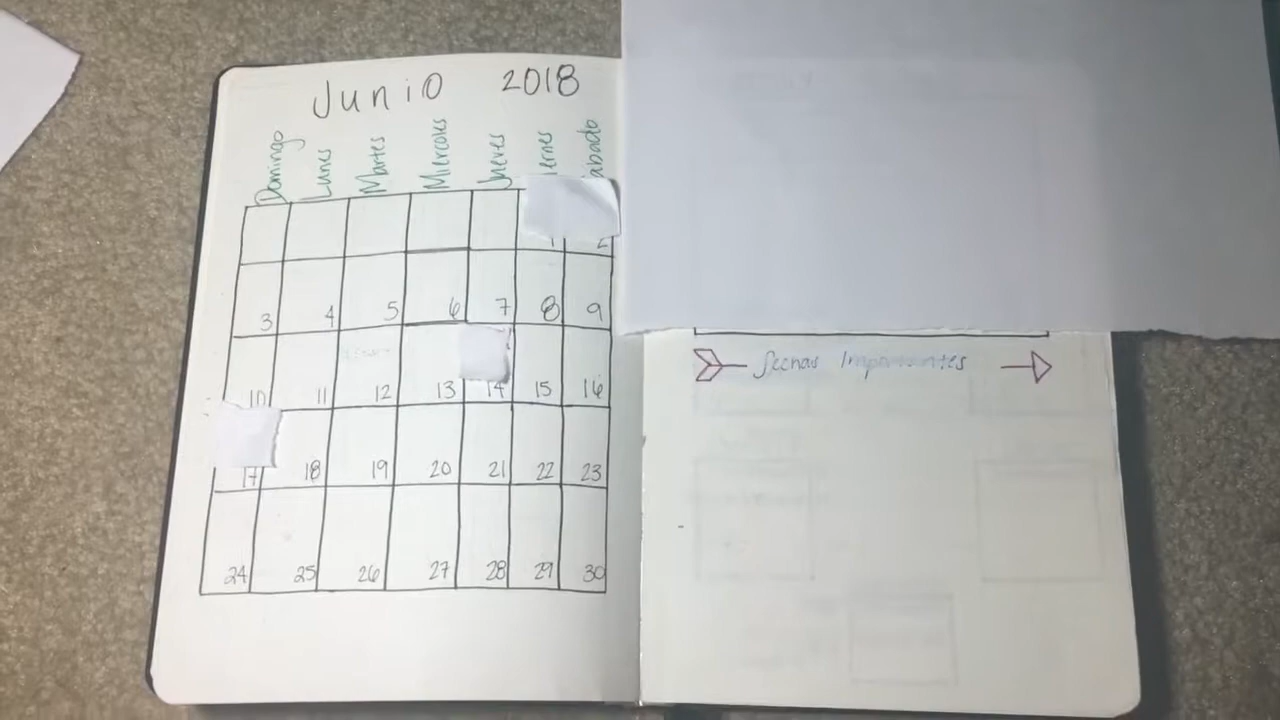 Junio 2018
Domingo Lunes Martes Miercoles Jueves
1 2
3 4 5 6 7 8 9
10 11 12 13 14 15 16
17 18 19 20 21 22 23
24 25 26 27 28 29 30
fechas Importantes